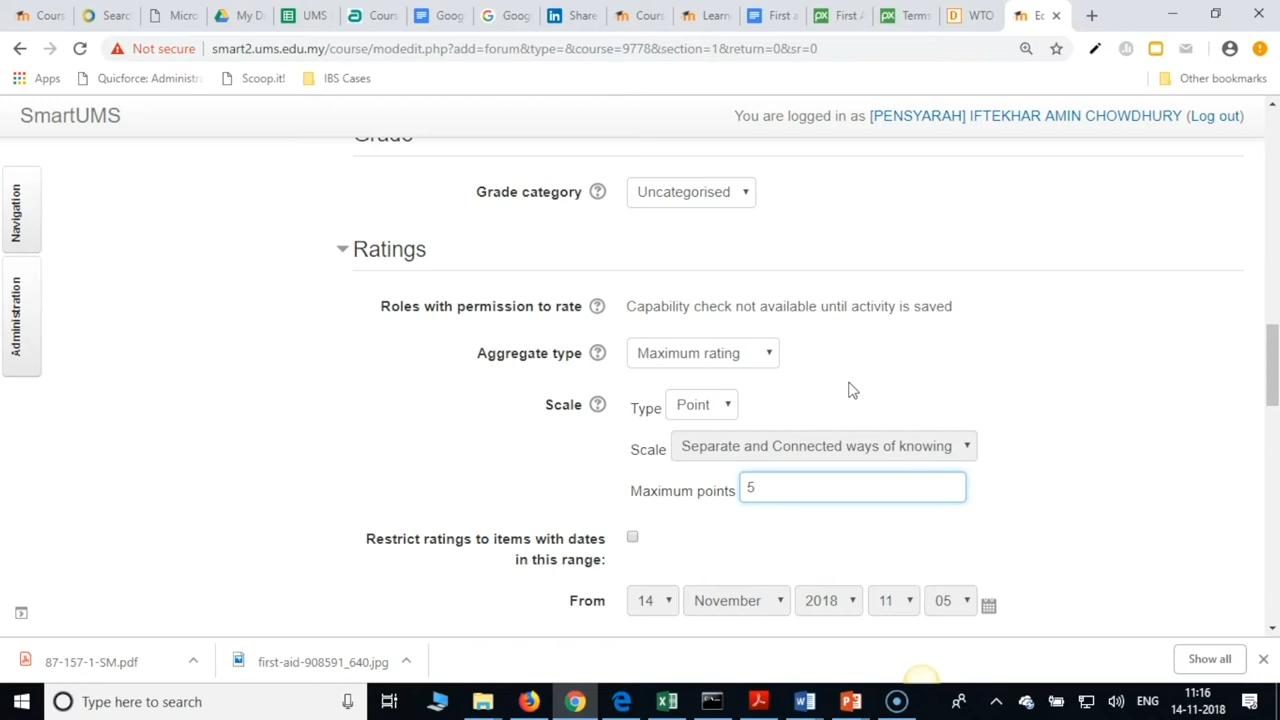 Cours
Searc
Micro
My D
UMS
Cours
Goog
Goog
Share
Cours
Learn
First a
First A
Terms
WTO
Ec
Not secure
smart2.ums.edu.my/course/modedit.php?add=forum&type=&course=9778&section=1&return=0&sr=0
Apps
Quicforce: Administra
Scoop.it!
IBS Cases
Other bookmarks
SmartUMS
You are logged in as [PENSYARAH] IFTEKHAR AMIN CHOWDHURY (Log out)
Navigation
Administration
Grade
Grade category
Uncategorised
Ratings
Roles with permission to rate
Capability check not available until activity is saved
Aggregate type
Maximum rating
Scale
Type Point
Scale Separate and Connected ways of knowing
Maximum points 5
Restrict ratings to items with dates
in this range:
From
14 November 2018 11 05
87-157-1-SM.pdf
first-aid-908591_640.jpg
Show all
Type here to search
ENG
11:16
14-11-2018